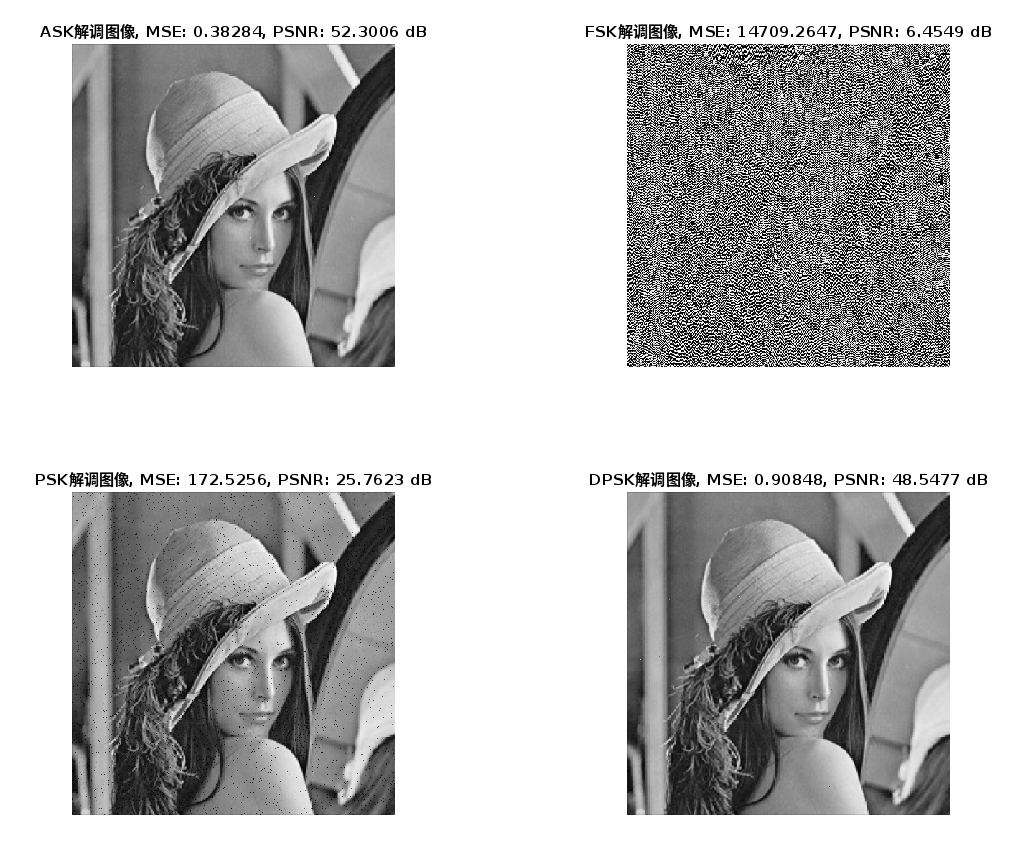 ASK解调图像, MSE: 0.38284, PSNR: 52.3006 dB
FSK解调图像, MSE: 14709.2647, PSNR: 6.4549 dB
PSK解调图像, MSE: 172.5256, PSNR: 25.7623 dB
DPSK解调图像, MSE: 0.90848, PSNR: 48.5477 dB